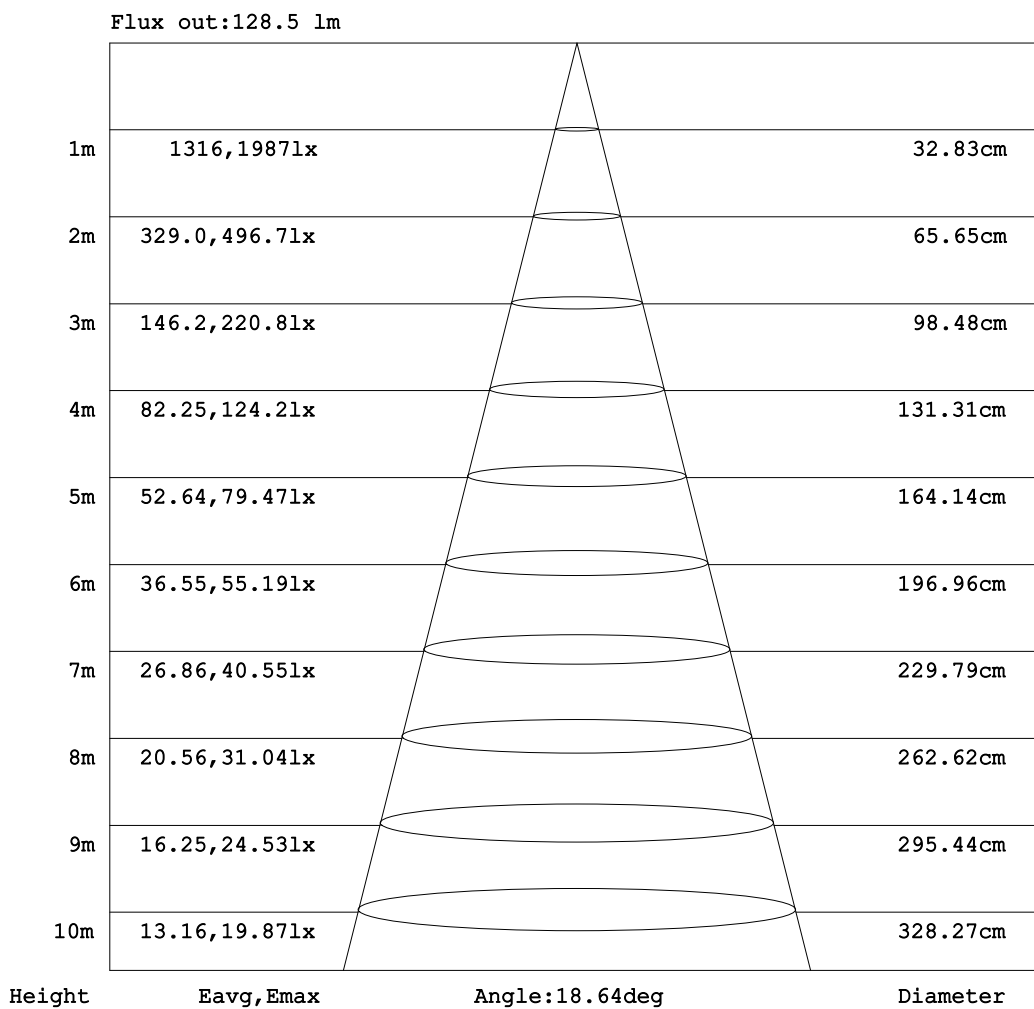 Flux out:128.5 lm
1m 1316,1987lx 32.83cm
2m 329.0,496.7lx 65.65cm
3m 146.2,220.8lx 98.48cm
4m 82.25,124.2lx 131.31cm
5m 52.64,79.47lx 164.14cm
6m 36.55,55.19lx 196.96cm
7m 26.86,40.55lx 229.79cm
8m 20.56,31.04lx 262.62cm
9m 16.25,24.53lx 295.44cm
10m 13.16,19.87lx 328.27cm
Height Eavg,Emax Angle:18.64deg Diameter